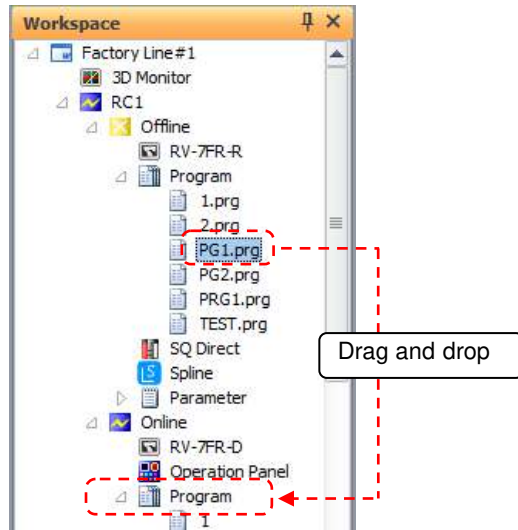 Workspace
Factory Line#1
3D Monitor
RC1
Offline
RV-7FR-R
Program
1.prg
2.prg
PG1.prg
PG2.prg
PRG1.prg
TEST.prg
SQ Direct
Spline
Parameter
Online
RV-7FR-D
Operation Panel
Program
1
Drag and drop